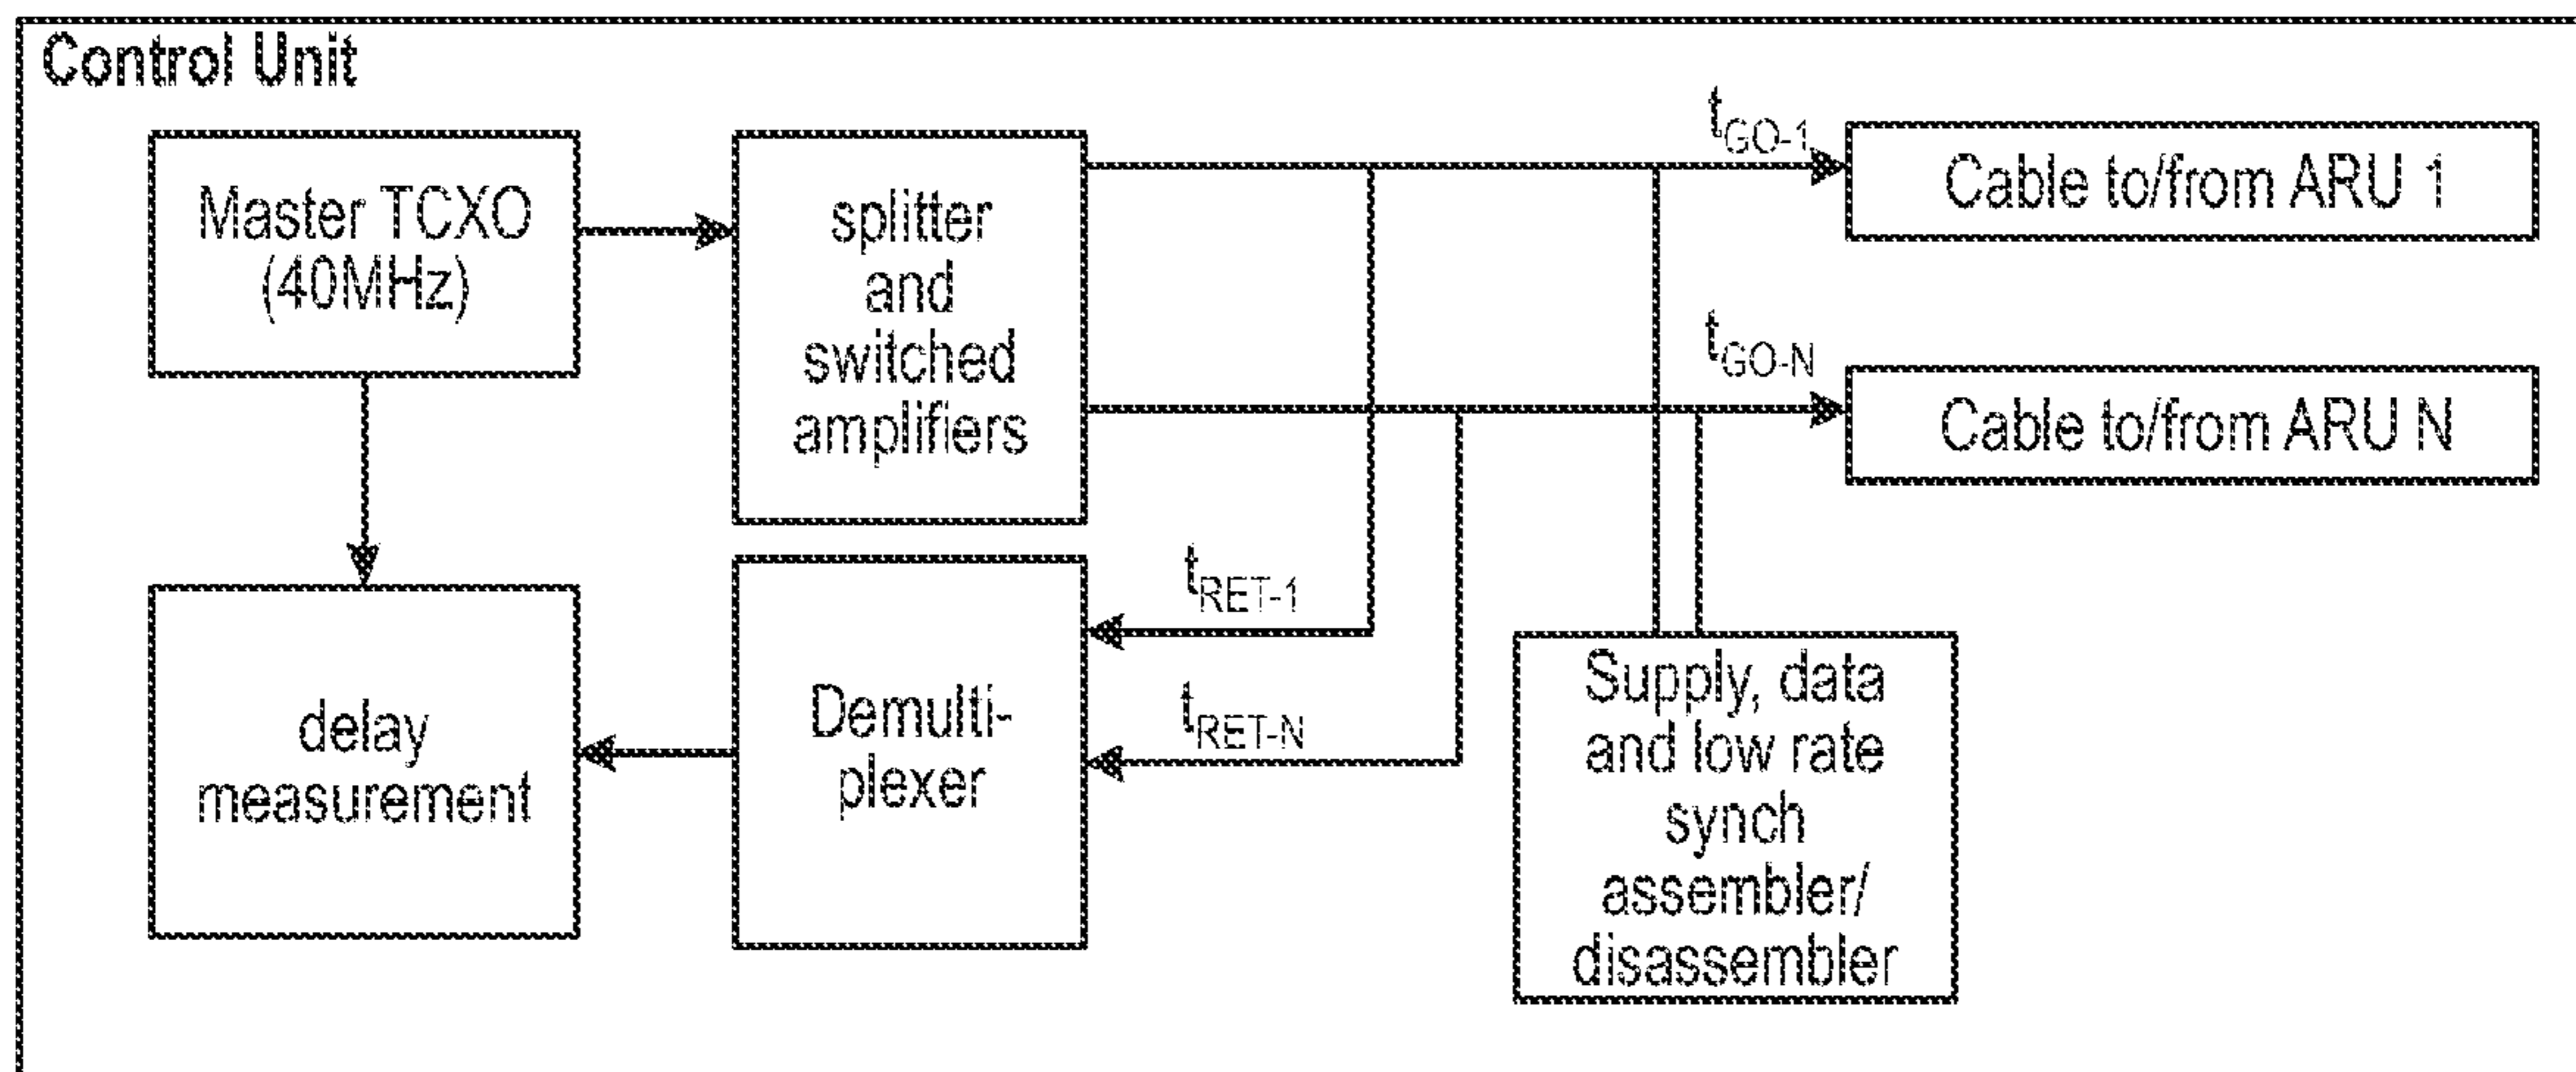 Control Unit
Master TCXO
(40MHz)
splitter
and
switched
amplifiers
tGO-1
Cable to/from ARU 1
tGO-N
Cable to/from ARU N
delay
measurement
Demulti-
plexer
tRET-1
tRET-N
Supply, data
and low rate
synch
assembler/
disassembler